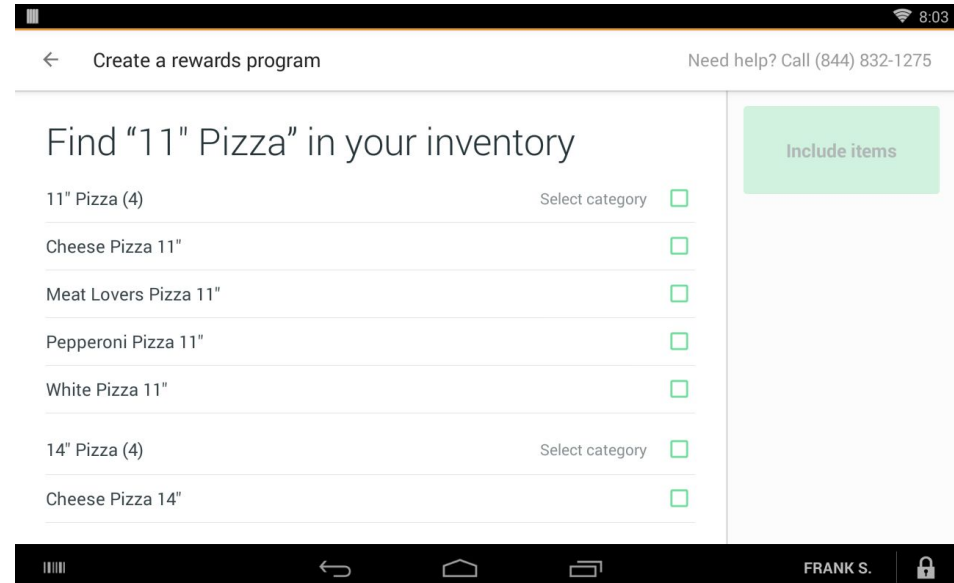 8:03
Create a rewards program
Need help? Call (844) 832-1275
Find “11" Pizza” in your inventory
Include items
11" Pizza (4) Select category
Cheese Pizza 11"
Meat Lovers Pizza 11"
Pepperoni Pizza 11"
White Pizza 11"
14" Pizza (4) Select category
Cheese Pizza 14"
FRANK S.